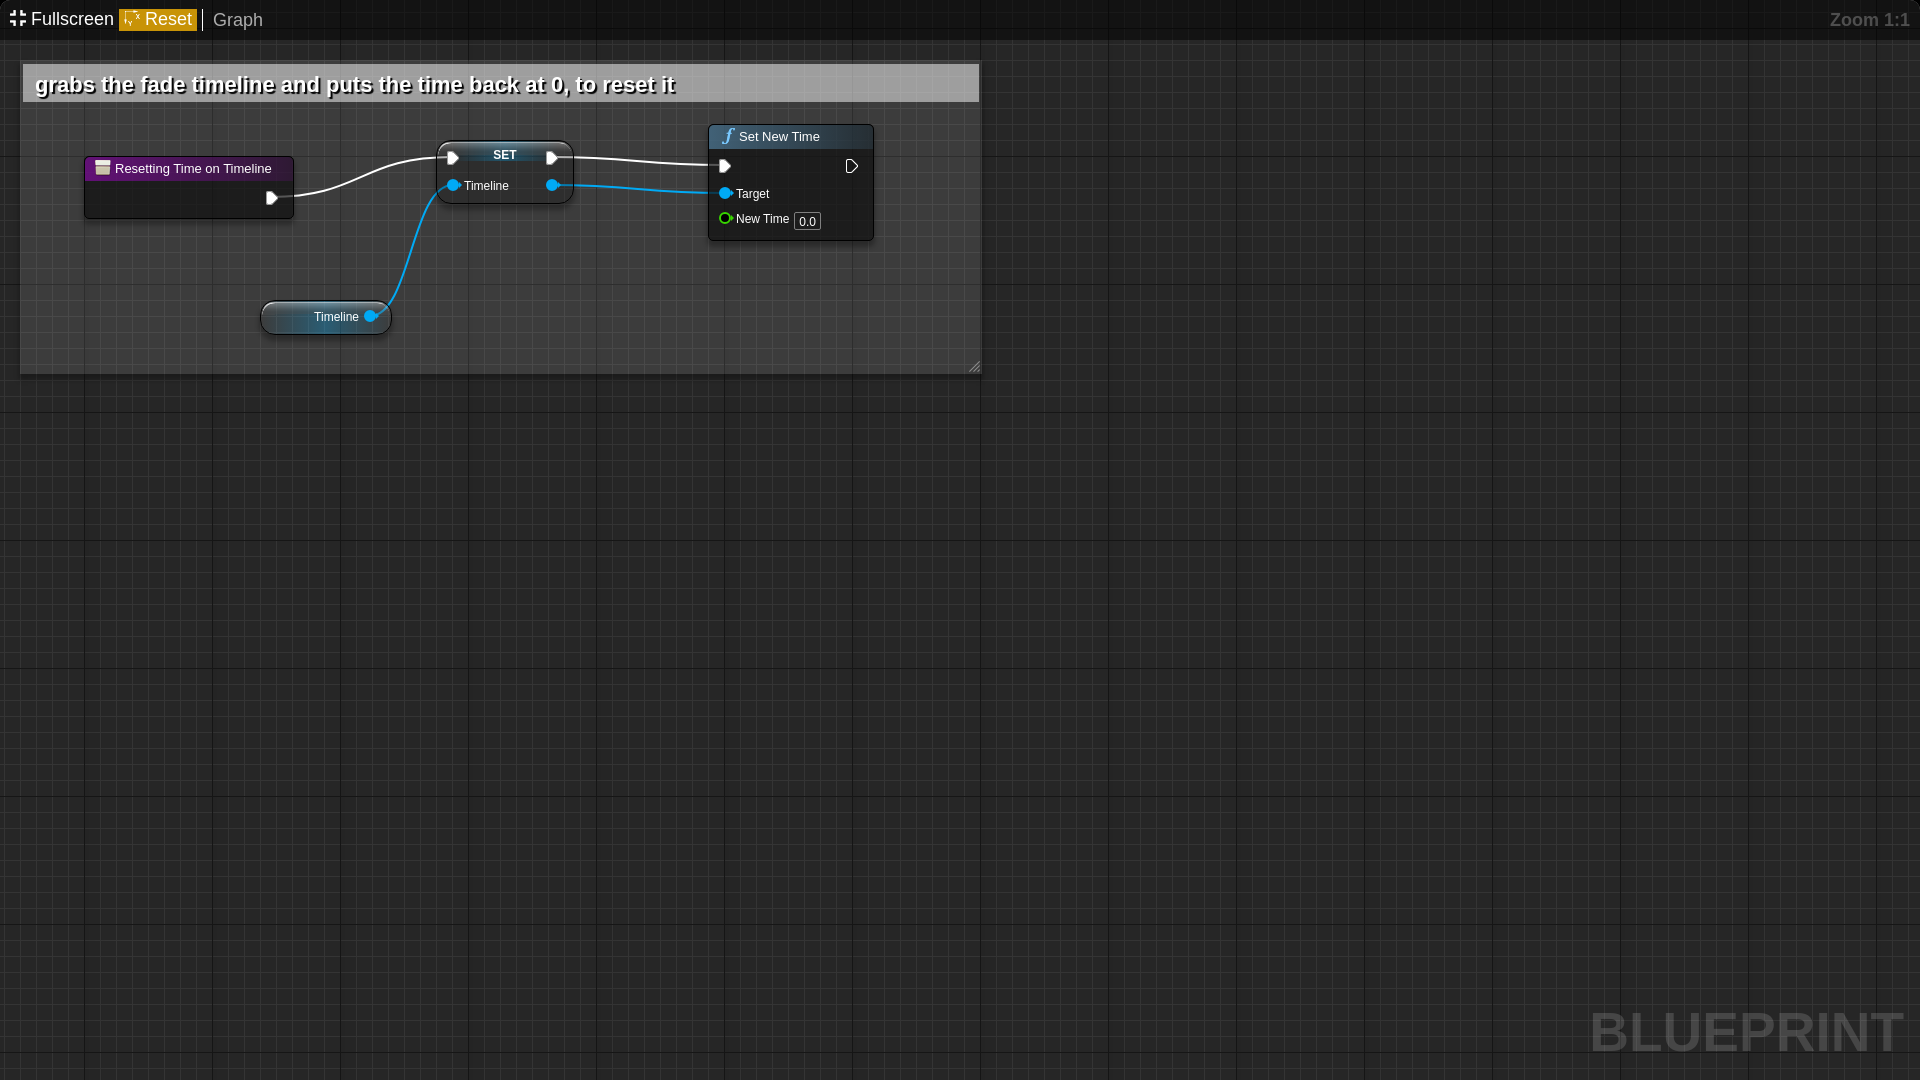 Fullscreen Reset Graph Zoom 1:1
grabs the fade timeline and puts the time back at 0, to reset it
Set New Time
SET
Resetting Time on Timeline
Timeline
Target
New Time 0.0
Timeline
BLUEPRINT